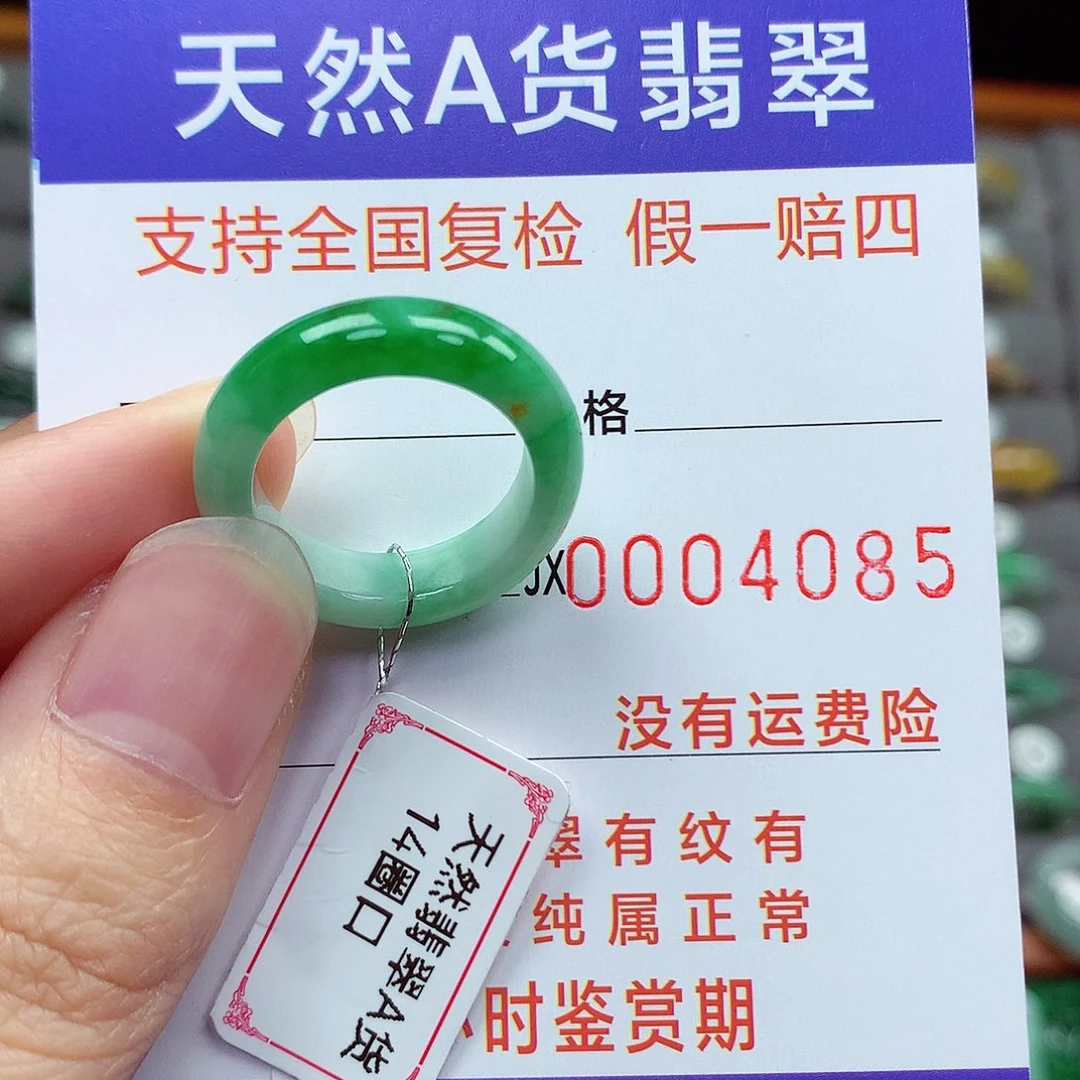 天然A货翡翠
支持全国复检 假一赔四
格
JX0004085
没有运费险
翠有纹有
纯属正常
时鉴赏期
天然翡翠A货
14圈口